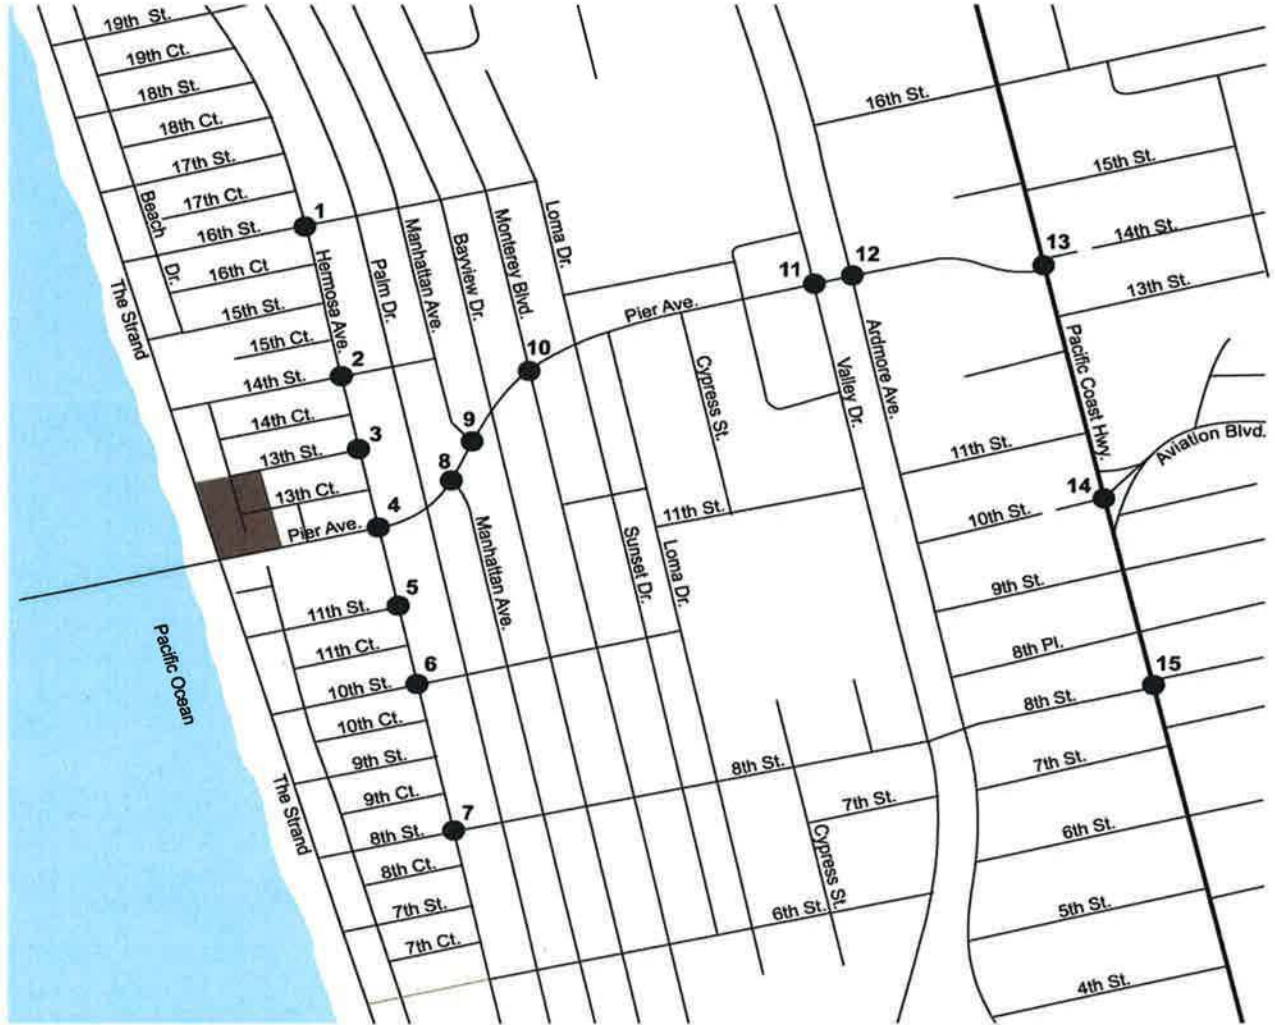 19th St.
19th Ct.
18th St.
18th Ct.
17th St.
17th Ct.
16th St.
16th Ct
15th St.
15th Ct.
14th St.
14th Ct.
13th St.
13th Ct.
Pier Ave.
11th St.
11th Ct.
10th St.
10th Ct.
9th St.
9th Ct.
8th St.
8th Ct.
7th St.
7th Ct.
Beach
Dr.
The Strand
The Strand
Pacific Ocean
Hermosa Ave.
Palm Dr.
Manhattan Ave.
Bayview Dr.
Monterey Blvd.
Loma Dr.
Manhattan Ave.
Sunset Dr.
Loma Dr.
Pier Ave.
Cypress St.
11th St.
8th St.
7th St.
Cypress St.
6th St.
Valley Dr.
Ardmore Ave.
Pacific Coast Hwy.
Aviation Blvd.
16th St.
15th St.
14th St.
13th St.
11th St.
10th St.
9th St.
8th Pl.
8th St.
7th St.
6th St.
5th St.
4th St.
1
2
3
4
5
6
7
8
9
10
11
12
13
14
15